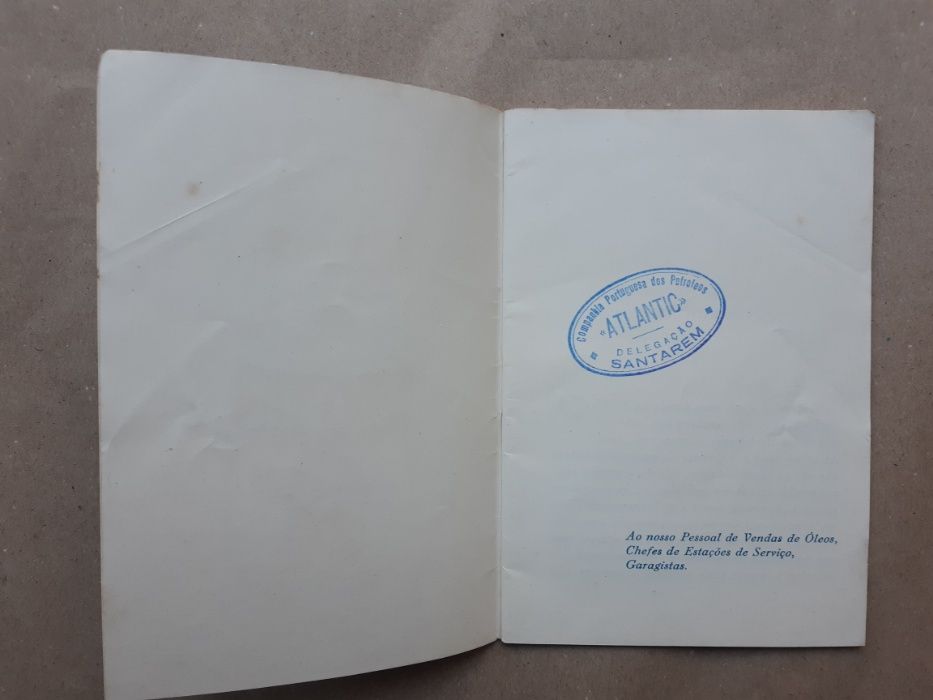 Companhia Portuguesa dos Petroleos
«ATLANTIC»
DELEGAÇÃO
SANTAREM
Ao nosso Pessoal de Vendas de Óleos,
Chefes de Estações de Serviço,
Garagistas.